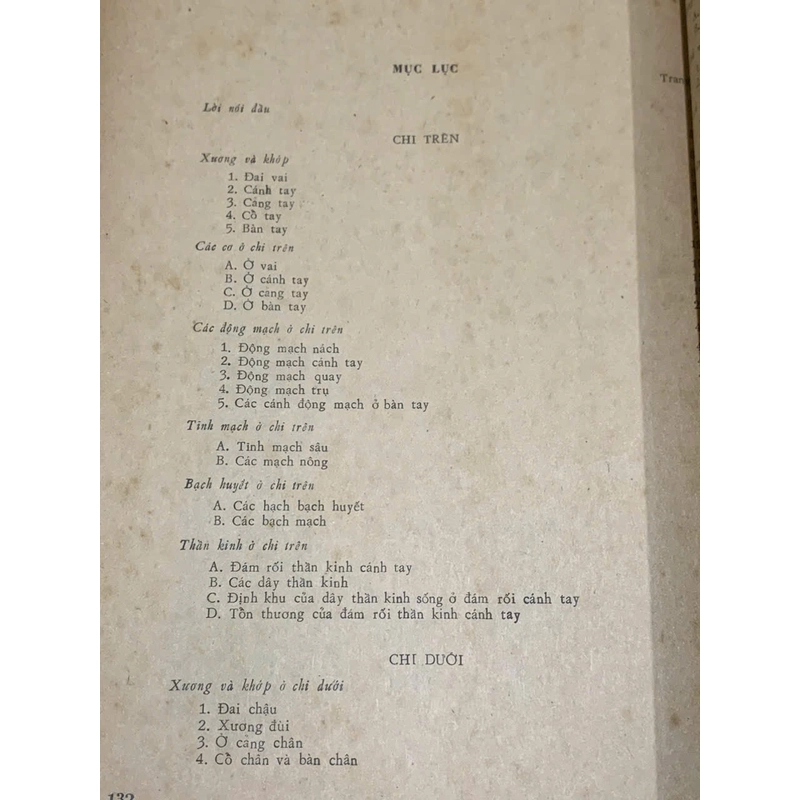 MỤC LỤC
Trang
Lời nói đầu
CHI TRÊN
Xương và khớp
1. Đai vai
2. Cánh tay
3. Cảng tay
4. Cổ tay
5. Bàn tay
Các cơ ở chi trên
A. Ở vai
B. Ở cánh tay
C. Ở cảng tay
D. Ở bàn tay
Các động mạch ở chi trên
1. Động mạch nách
2. Động mạch cánh tay
3. Động mạch quay
4. Động mạch trụ
5. Các cánh động mạch ở bàn tay
Tinh mạch ở chi trên
A. Tinh mạch sâu
B. Các mạch nông
Bạch huyết ở chi trên
A. Các hạch bạch huyết
B. Các bạch mạch
Thần kinh ở chi trên
A. Đám rối thần kinh cánh tay
B. Các dây thần kinh
C. Định khu của dây thần kinh sống ở đám rối cánh tay
D. Tổn thương của đám rối thần kinh cánh tay
CHI DƯỚI
Xương và khớp ở chi dưới
1. Đai chậu
2. Xương đùi
3. Ở cảng chân
4. Cổ chân và bàn chân
132